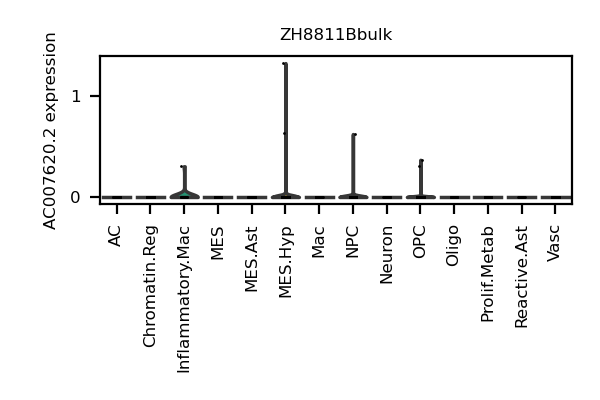 ZH8811Bbulk
AC007620.2 expression
1
0
AC
Chromatin.Reg
Inflammatory.Mac
MES
MES.Ast
MES.Hyp
Mac
NPC
Neuron
OPC
Oligo
Prolif.Metab
Reactive.Ast
Vasc